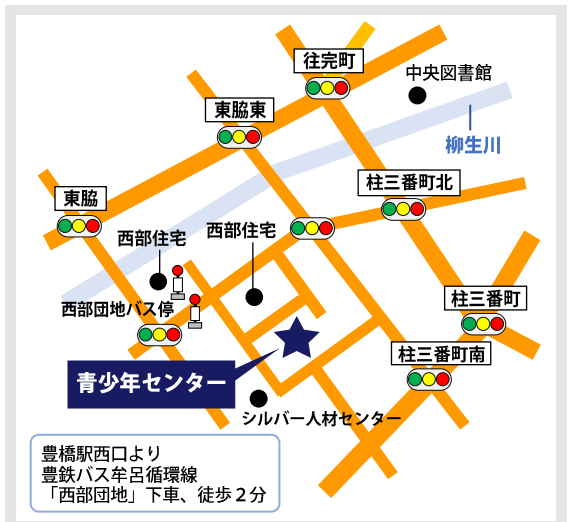 往完町
中央図書館
東脇東
柳生川
柱三番町北
東脇
西部住宅
西部住宅
西部団地バス停
柱三番町
柱三番町南
青少年センター
シルバー人材センター
豊橋駅西口より
豊鉄バス牟呂循環線
「西部団地」下車、徒歩２分